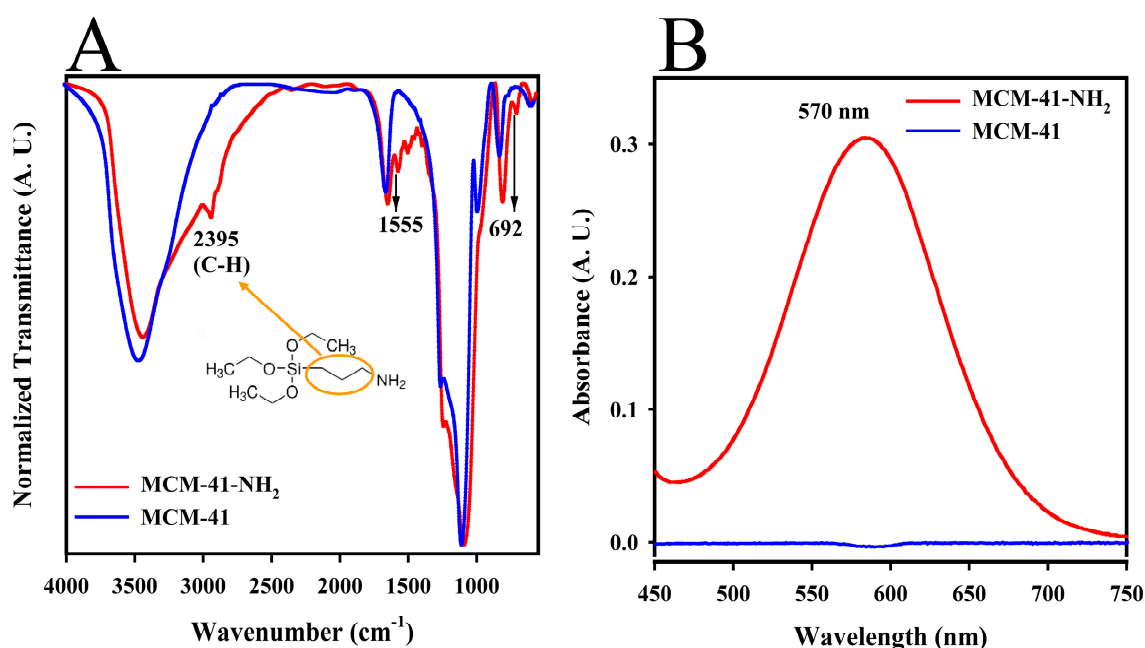 A
Normalized Transmittance (A. U.)
2395
(C-H)
1555
692
O
CH₃
H₃C
O
Si
NH₂
H₃C
O
MCM-41-NH₂
MCM-41
4000 3500 3000 2500 2000 1500 1000
Wavenumber (cm⁻¹)
B
570 nm
MCM-41-NH₂
MCM-41
Absorbance (A. U.)
0.3
0.2
0.1
0.0
450 500 550 600 650 700 750
Wavelength (nm)